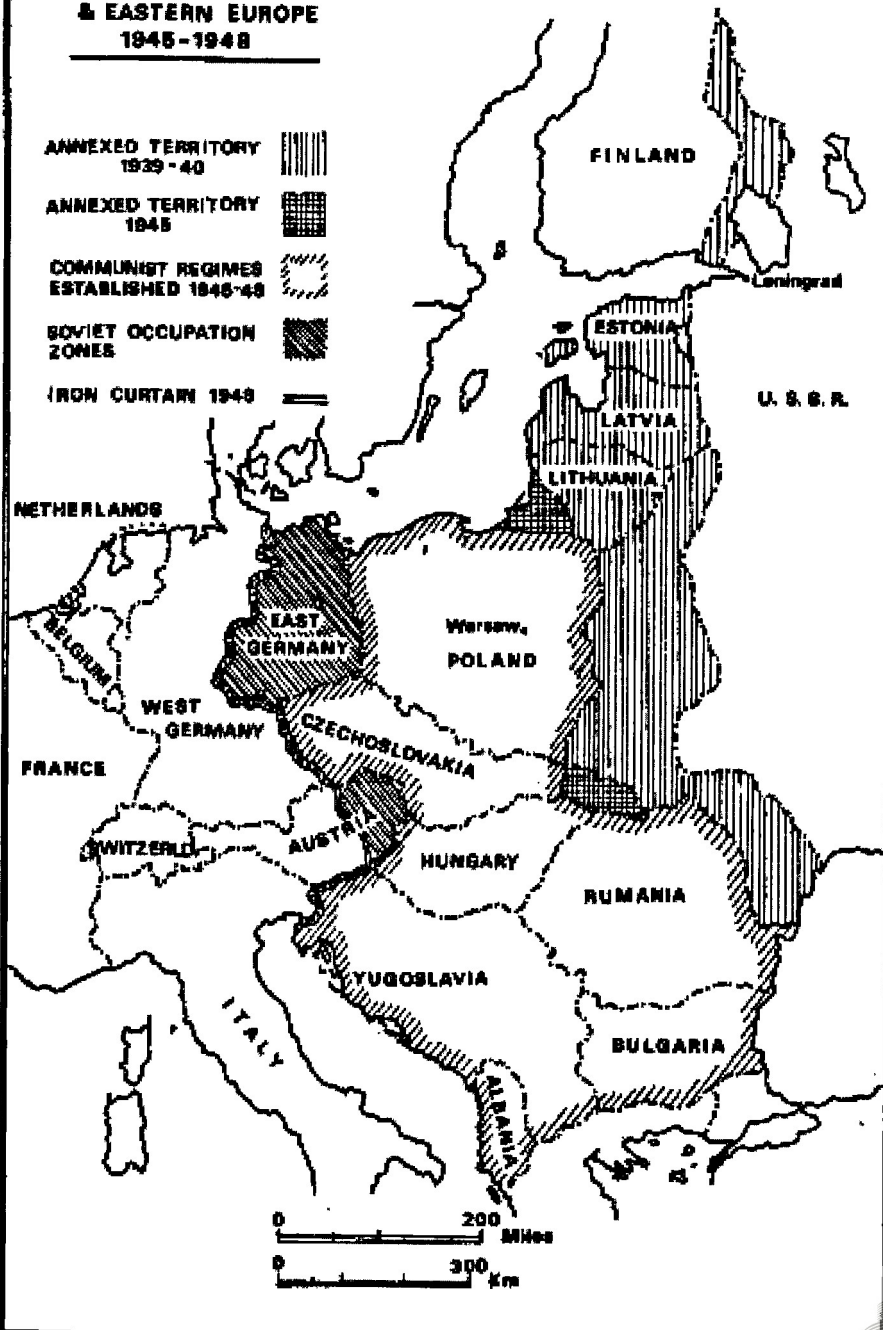 & EASTERN EUROPE
1945-1948
ANNEXED TERRITORY
1939-40
ANNEXED TERRITORY
1945
COMMUNIST REGIMES
ESTABLISHED 1945-48
SOVIET OCCUPATION
ZONES
IRON CURTAIN 1948
FINLAND
Leningrad
ESTONIA
U. S. S. R.
LATVIA
LITHUANIA
NETHERLANDS
EAST
GERMANY
Warsaw
POLAND
BELGIUM
WEST
GERMANY
CZECHOSLOVAKIA
FRANCE
AUSTRIA
WITZERLD
HUNGARY
RUMANIA
YUGOSLAVIA
ITALY
BULGARIA
ALBANIA
0 200
Miles
0 300
Km